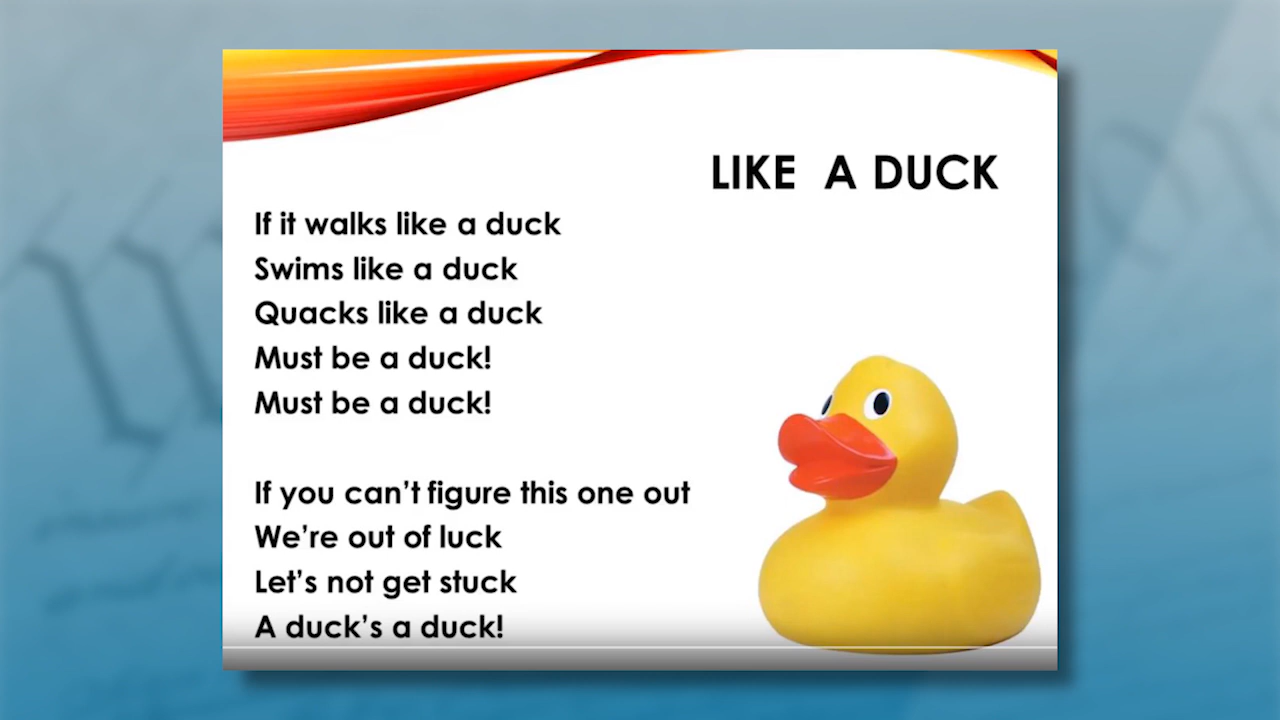 LIKE A DUCK
If it walks like a duck
Swims like a duck
Quacks like a duck
Must be a duck!
Must be a duck!
If you can't figure this one out
We're out of luck
Let's not get stuck
A duck's a duck!